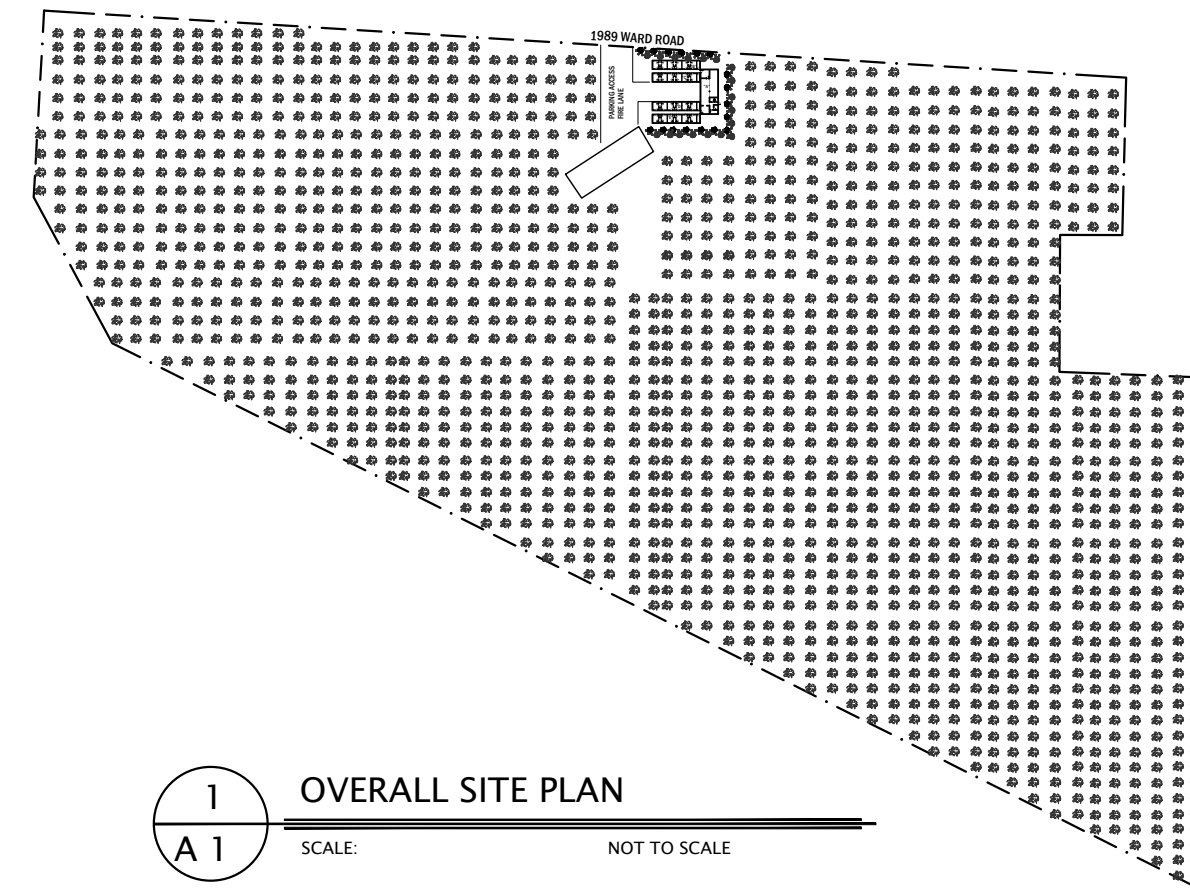 1989 WARD ROAD
PARKING ACCESS
FIRE LANE
1
OVERALL SITE PLAN
A 1
SCALE:
NOT TO SCALE